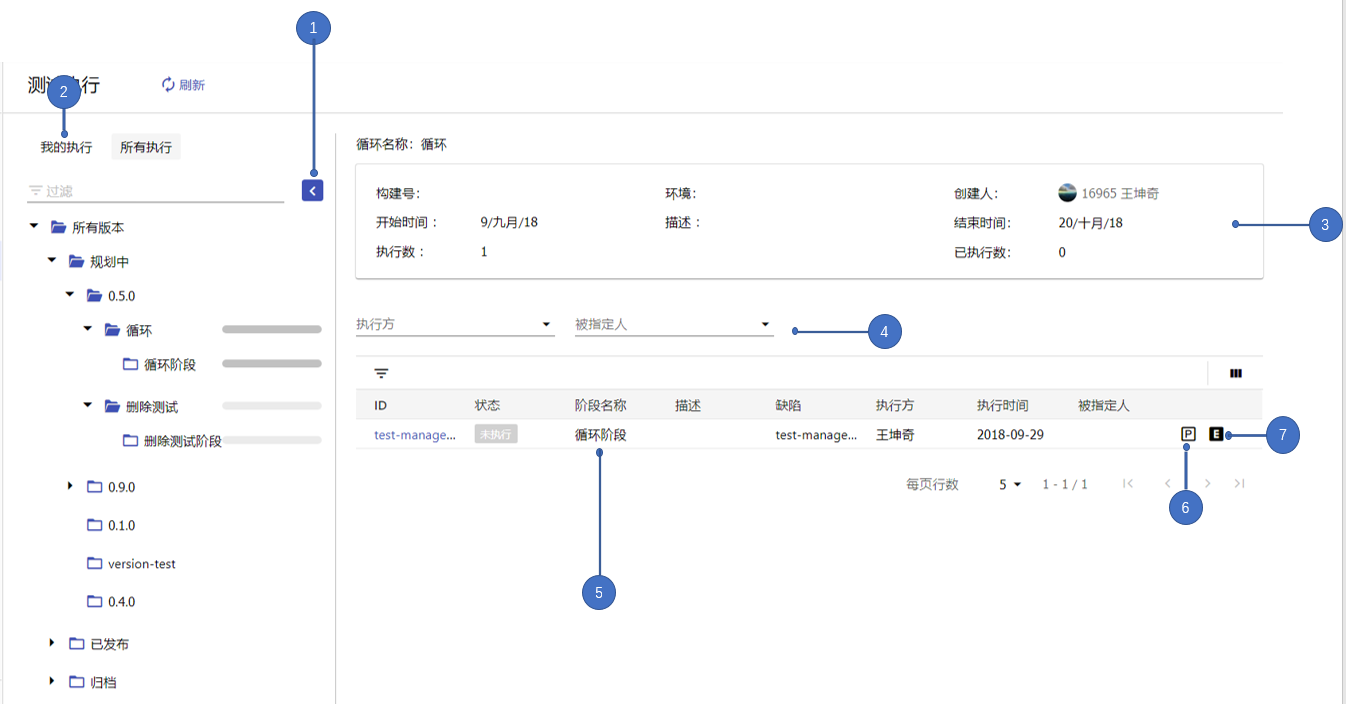 1
测试执行 刷新
2
我的执行 所有执行
过滤
所有版本
规划中
0.5.0
循环
循环阶段
删除测试
删除测试阶段
0.9.0
0.1.0
version-test
0.4.0
已发布
归档
循环名称：循环
构建号： 环境： 创建人： 16965 王坤奇
开始时间： 9/九月/18 描述： 结束时间： 20/十月/18
执行数： 1 已执行数： 0
3
执行方 被指定人
4
ID 状态 阶段名称 描述 缺陷 执行方 执行时间 被指定人
test-manage... 未执行 循环阶段 test-manage... 王坤奇 2018-09-29 P E
7
每页行数 5 1 - 1 / 1
6
5